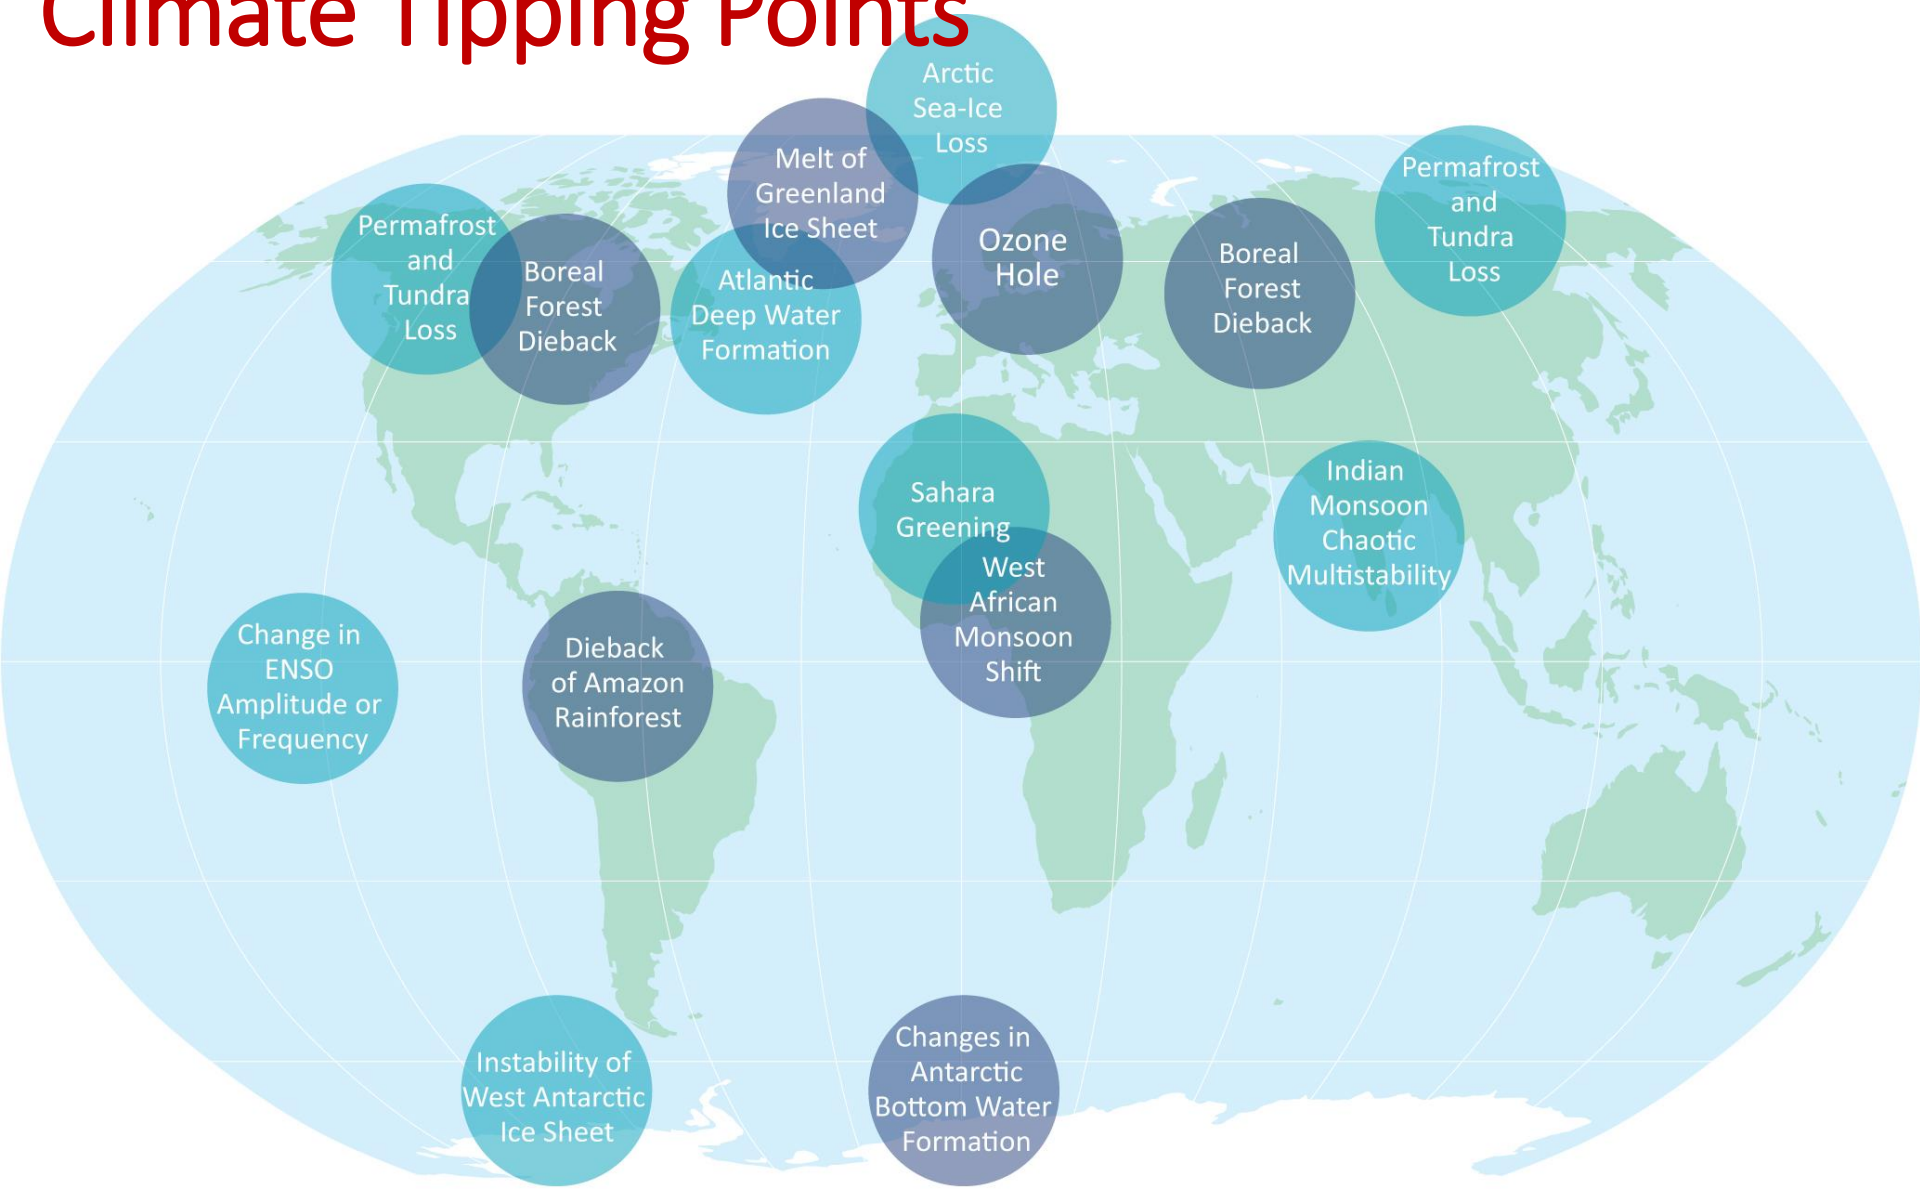 Climate Tipping Points
Arctic
Sea-Ice
Loss
Melt of
Greenland
Ice Sheet
Permafrost
and
Tundra
Loss
Permafrost
and
Tundra
Loss
Boreal
Forest
Dieback
Atlantic
Deep Water
Formation
Ozone
Hole
Boreal
Forest
Dieback
Sahara
Greening
Indian
Monsoon
Chaotic
Multistability
West
African
Monsoon
Shift
Change in
ENSO
Amplitude or
Frequency
Dieback
of Amazon
Rainforest
Instability of
West Antarctic
Ice Sheet
Changes in
Antarctic
Bottom Water
Formation